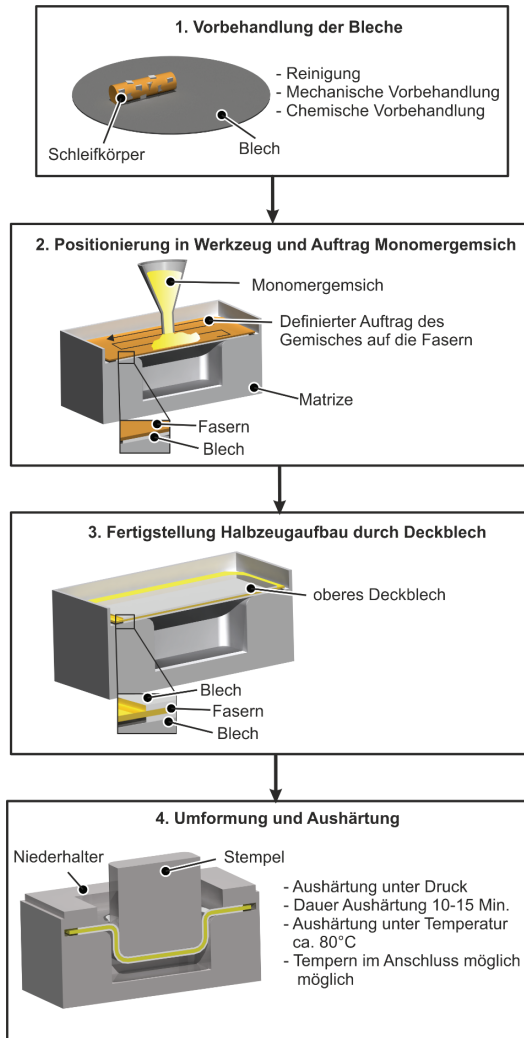 1. Vorbehandlung der Bleche
- Reinigung
- Mechanische Vorbehandlung
- Chemische Vorbehandlung
Schleifkörper
Blech
2. Positionierung in Werkzeug und Auftrag Monomergemsich
Monomergemsich
Definierter Auftrag des
Gemisches auf die Fasern
Matrize
Fasern
Blech
3. Fertigstellung Halbzeugaufbau durch Deckblech
oberes Deckblech
Blech
Fasern
Blech
4. Umformung und Aushärtung
Niederhalter
Stempel
- Aushärtung unter Druck
- Dauer Aushärtung 10-15 Min.
- Aushärtung unter Temperatur
ca. 80°C
- Tempern im Anschluss möglich
möglich